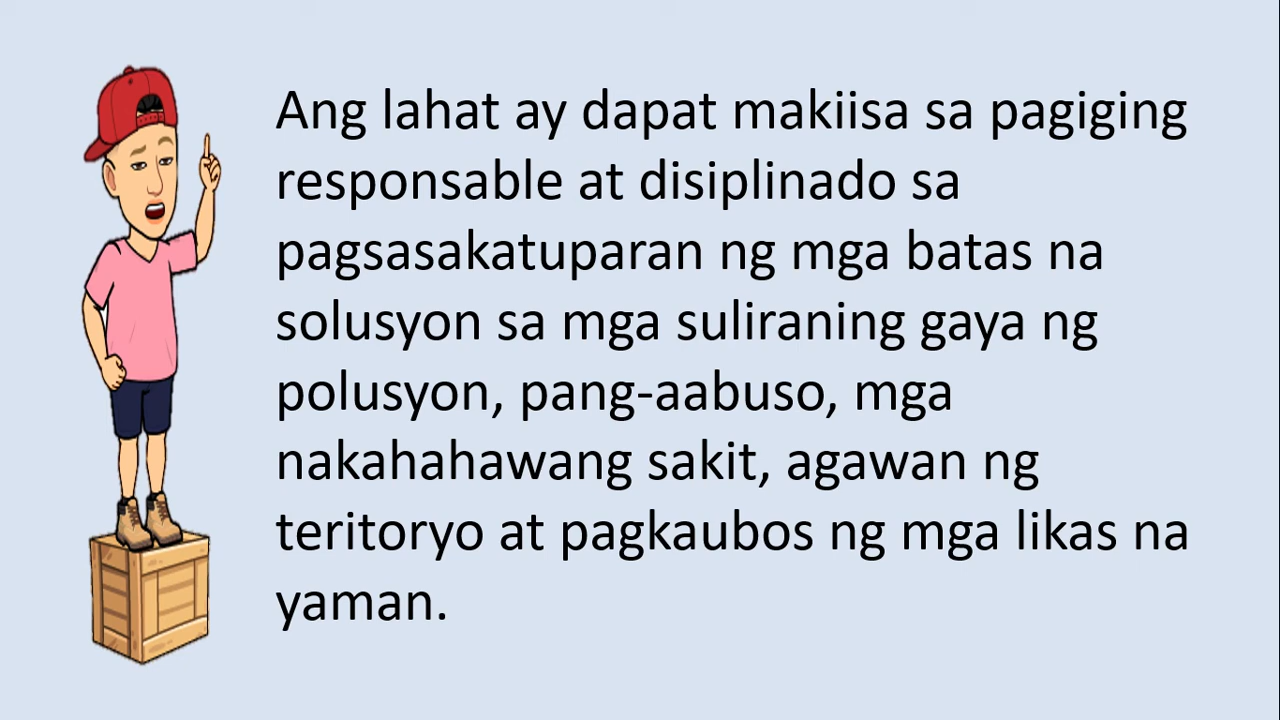 Ang lahat ay dapat makiisa sa pagiging
responsable at disiplinado sa
pagsasakatuparan ng mga batas na
solusyon sa mga suliraning gaya ng
polusyon, pang-aabuso, mga
nakahahawang sakit, agawan ng
teritoryo at pagkaubos ng mga likas na
yaman.